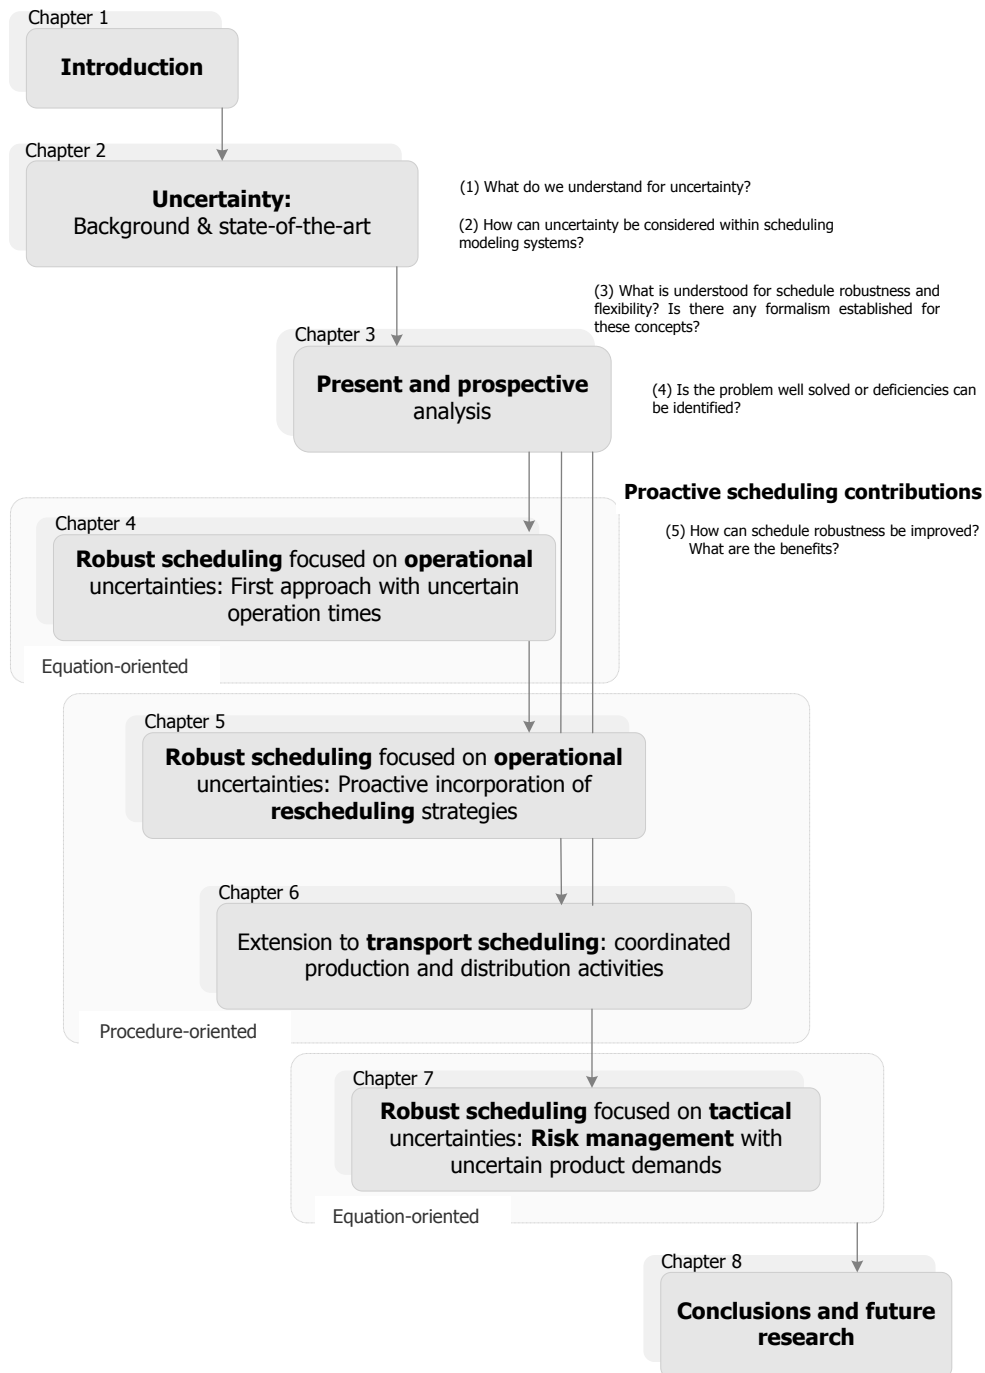 Chapter 1
Introduction
Chapter 2
Uncertainty:
Background & state-of-the-art
(1) What do we understand for uncertainty?
(2) How can uncertainty be considered within scheduling
modeling systems?
(3) What is understood for schedule robustness and
flexibility? Is there any formalism established for
these concepts?
Chapter 3
Present and prospective
analysis
(4) Is the problem well solved or deficiencies can
be identified?
Proactive scheduling contributions
(5) How can schedule robustness be improved?
What are the benefits?
Chapter 4
Robust scheduling focused on operational
uncertainties: First approach with uncertain
operation times
Equation-oriented
Chapter 5
Robust scheduling focused on operational
uncertainties: Proactive incorporation of
rescheduling strategies
Chapter 6
Extension to transport scheduling: coordinated
production and distribution activities
Procedure-oriented
Chapter 7
Robust scheduling focused on tactical
uncertainties: Risk management with
uncertain product demands
Equation-oriented
Chapter 8
Conclusions and future
research